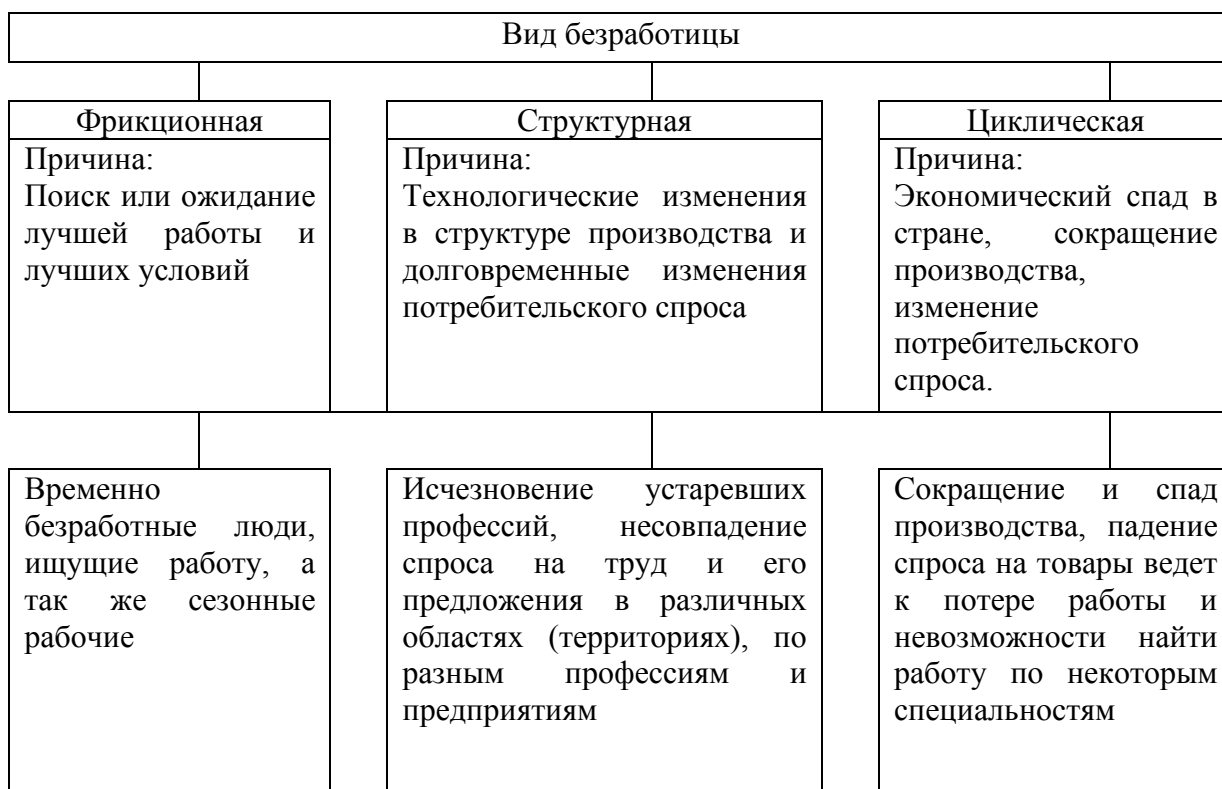 Вид безработицы
Фрикционная
Причина:
Поиск или ожидание
лучшей работы и
лучших условий
Структурная
Причина:
Технологические изменения
в структуре производства и
долговременные изменения
потребительского спроса
Циклическая
Причина:
Экономический спад в
стране, сокращение
производства,
изменение
потребительского
спроса.
Временно
безработные люди,
ищущие работу, а
так же сезонные
рабочие
Исчезновение устаревших
профессий, несовпадение
спроса на труд и его
предложения в различных
областях (территориях), по
разным профессиям и
предприятиям
Сокращение и спад
производства, падение
спроса на товары ведет
к потере работы и
невозможности найти
работу по некоторым
специальностям